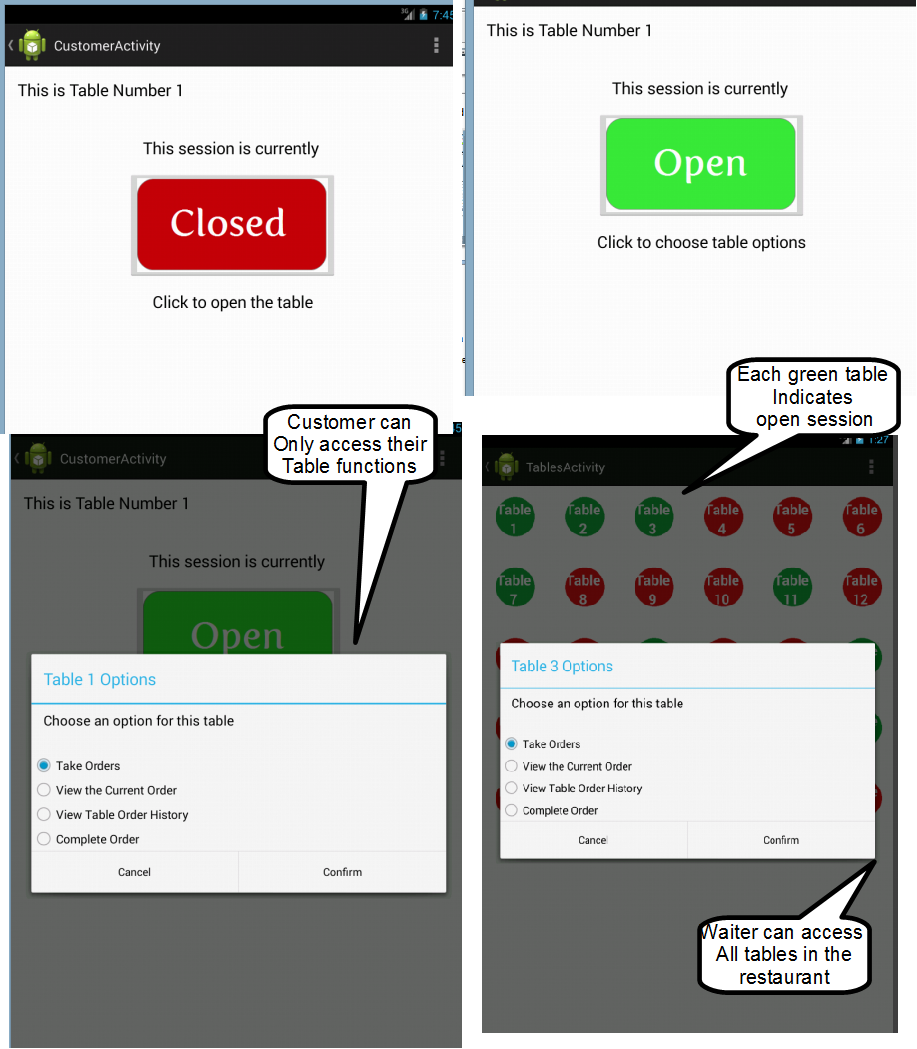 7:45
CustomerActivity
This is Table Number 1
This session is currently
Closed
Click to open the table
This is Table Number 1
This session is currently
Open
Click to choose table options
Customer can
Only access their
Table functions
CustomerActivity
This is Table Number 1
This session is currently
Open
Table 1 Options
Choose an option for this table
Take Orders
View the Current Order
View Table Order History
Complete Order
Cancel
Confirm
Each green table
Indicates
open session
1:27
TablesActivity
Table
1
Table
2
Table
3
Table
4
Table
5
Table
6
Table
7
Table
8
Table
9
Table
10
Table
11
Table
12
Table 3 Options
Choose an option for this table
Take Orders
View the Current Order
View Table Order History
Complete Order
Cancel
Confirm
Waiter can access
All tables in the
restaurant